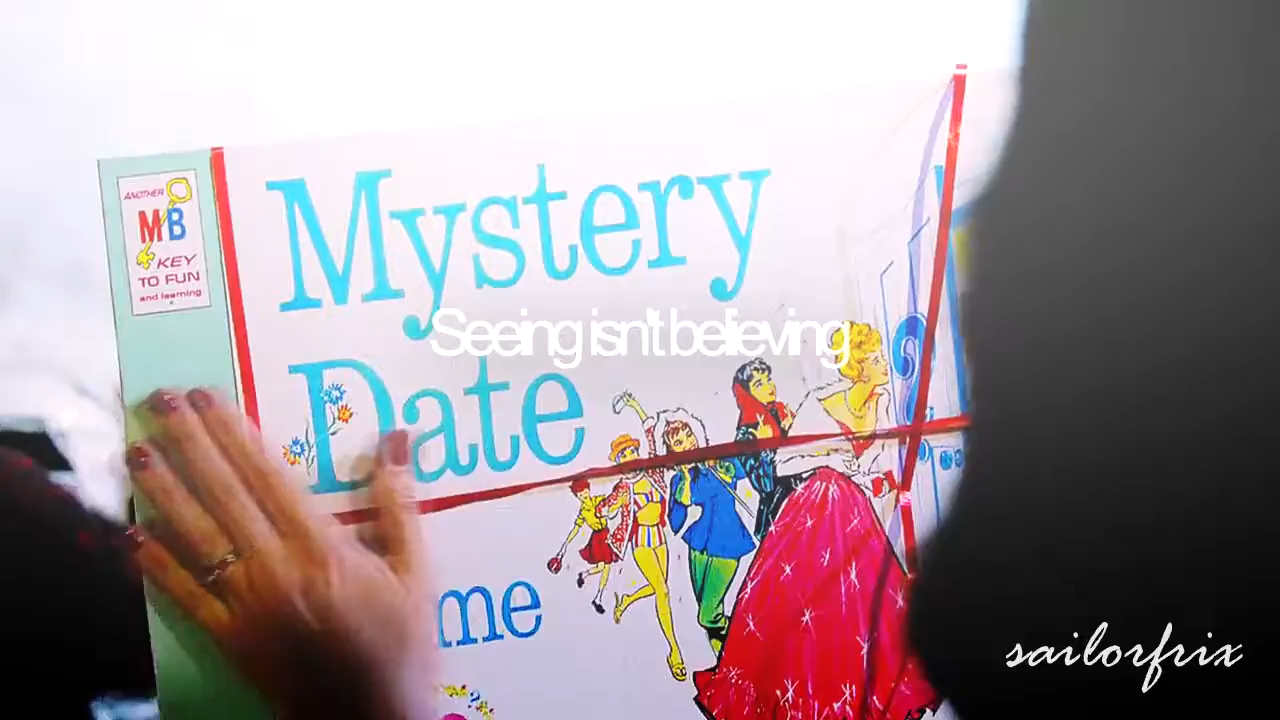 ANOTHER
MB
KEY
TO FUN
and learning
Mystery
Seeing isn't believing
Date
me
sailorfrix